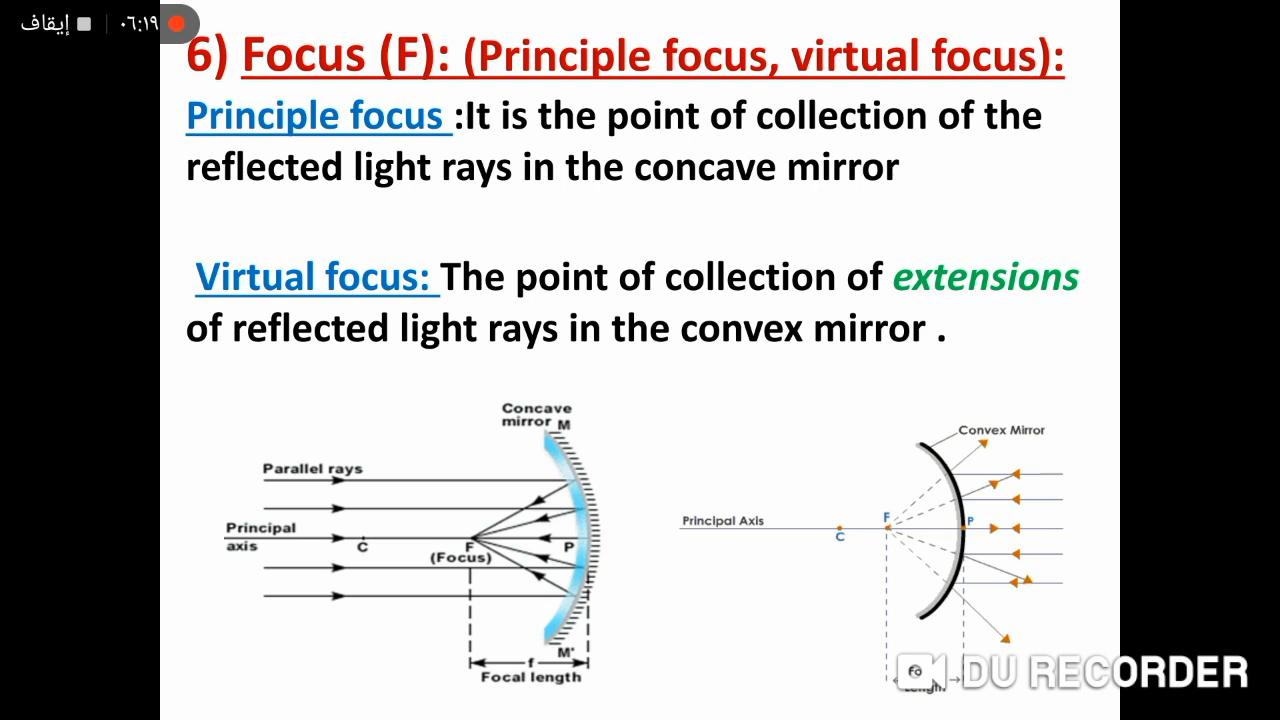 إيقاف
٠٦:١٩
6) Focus (F): (Principle focus, virtual focus):
Principle focus :It is the point of collection of the
reflected light rays in the concave mirror
Virtual focus: The point of collection of extensions
of reflected light rays in the convex mirror .
Concave
mirror M
Parallel rays
Principal
axis
C
F
(Focus)
P
M'
f
Focal length
Convex Mirror
Principal Axis
C
F
P
Fo
DU RECORDER